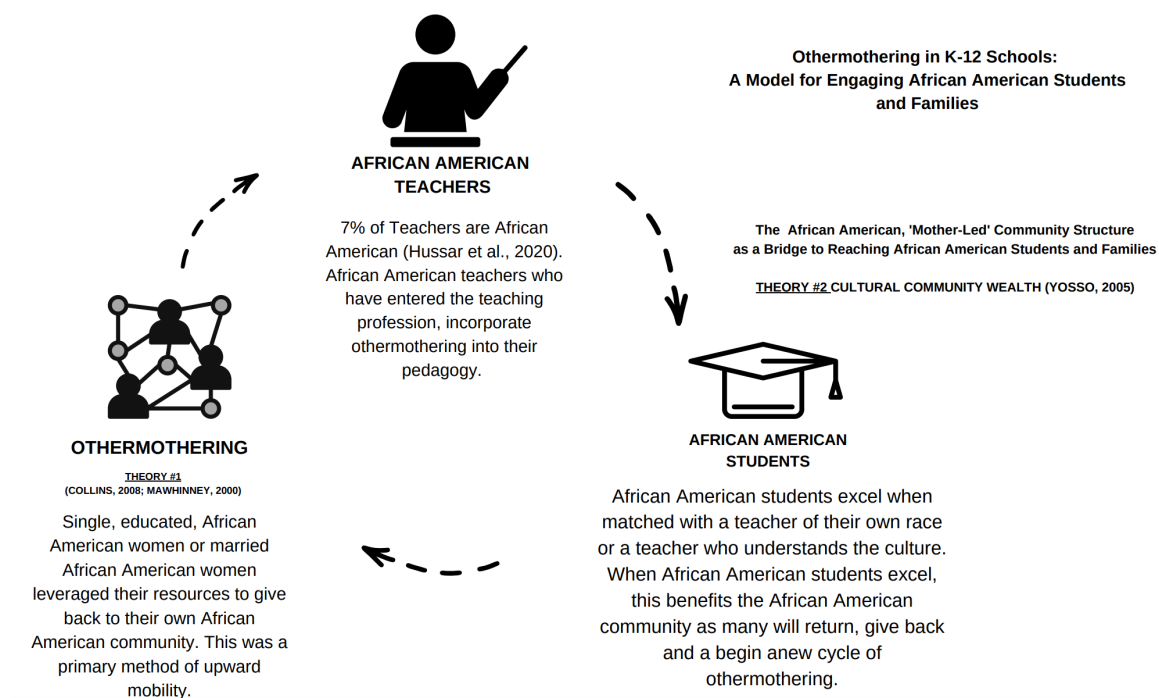 Othermothering in K-12 Schools:
A Model for Engaging African American Students
and Families
AFRICAN AMERICAN
TEACHERS
7% of Teachers are African
American (Hussar et al., 2020).
African American teachers who
have entered the teaching
profession, incorporate
othermothering into their
pedagogy.
The African American, 'Mother-Led' Community Structure
as a Bridge to Reaching African American Students and Families
THEORY #2 CULTURAL COMMUNITY WEALTH (YOSSO, 2005)
AFRICAN AMERICAN
STUDENTS
African American students excel when
matched with a teacher of their own race
or a teacher who understands the culture.
When African American students excel,
this benefits the African American
community as many will return, give back
and a begin anew cycle of
othermothering.
OTHERMOTHERING
THEORY #1
(COLLINS, 2008; MAWHINNEY, 2000)
Single, educated, African
American women or married
African American women
leveraged their resources to give
back to their own African
American community. This was a
primary method of upward
mobility.